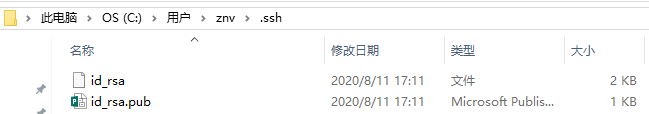 此电脑 > OS (C:) > 用户 > znv > .ssh
名称 修改日期 类型 大小
id_rsa 2020/8/11 17:11 文件 2 KB
id_rsa.pub 2020/8/11 17:11 Microsoft Publis... 1 KB